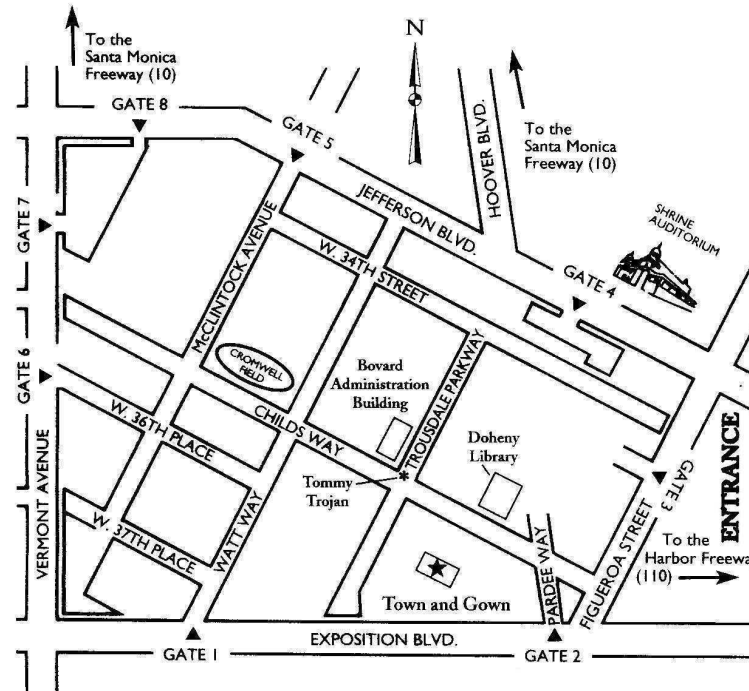 To the
Santa Monica
Freeway (10)
N
GATE 8
GATE 5
HOOVER BLVD.
To the
Santa Monica
Freeway (10)
GATE 7
JEFFERSON BLVD.
SHRINE
AUDITORIUM
McCLINTOCK AVENUE
W. 34TH STREET
GATE 4
GATE 6
CROMWELL
FIELD
Bovard
Administration
Building
TROUSDALE PARKWAY
W. 36TH PLACE
CHILDS WAY
Doheny
Library
Tommy
Trojan
GATE 3
ENTRANCE
VERMONT AVENUE
W. 37TH PLACE
WATT WAY
PARDEE WAY
FIGUEROA STREET
To the
Harbor Freewa
(110)
Town and Gown
EXPOSITION BLVD.
GATE 1
GATE 2